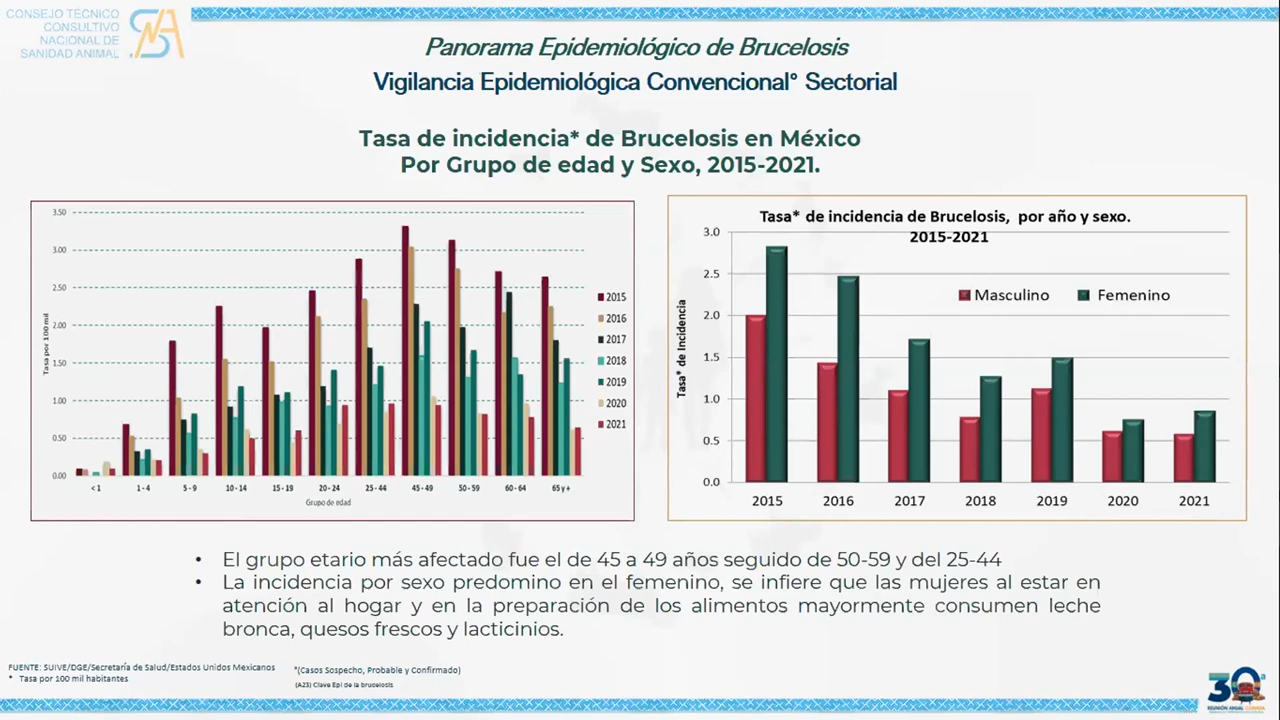 CONSEJO TÉCNICO
CONSULTIVO
NACIONAL DE
SANIDAD ANIMAL
Panorama Epidemiológico de Brucelosis
Vigilancia Epidemiológica Convencional° Sectorial
Tasa de incidencia* de Brucelosis en México
Por Grupo de edad y Sexo, 2015-2021.
3.50
3.00
2.50
2.00
1.50
1.00
0.50
0.00
Tasa por 100 mil
< 1
1 - 4
5 - 9
10 - 14
15 - 19
20 - 24
25 - 44
45 - 49
50 - 59
60 - 64
65 y +
Grupo de edad
2015
2016
2017
2018
2019
2020
2021
Tasa* de incidencia de Brucelosis, por año y sexo.
2015-2021
3.0
2.5
2.0
1.5
1.0
0.5
0.0
Tasa* de Incidencia
Masculino
Femenino
2015
2016
2017
2018
2019
2020
2021
• El grupo etario más afectado fue el de 45 a 49 años seguido de 50-59 y del 25-44
• La incidencia por sexo predomino en el femenino, se infiere que las mujeres al estar en
atención al hogar y en la preparación de los alimentos mayormente consumen leche
bronca, quesos frescos y lacticinios.
FUENTE: SUIVE/DGE/Secretaría de Salud/Estados Unidos Mexicanos
* Tasa por 100 mil habitantes
*(Casos Sospecho, Probable y Confirmado)
(A23) Clave Epi de la brucelosis
30ª
REUNIÓN ANUAL CONASA